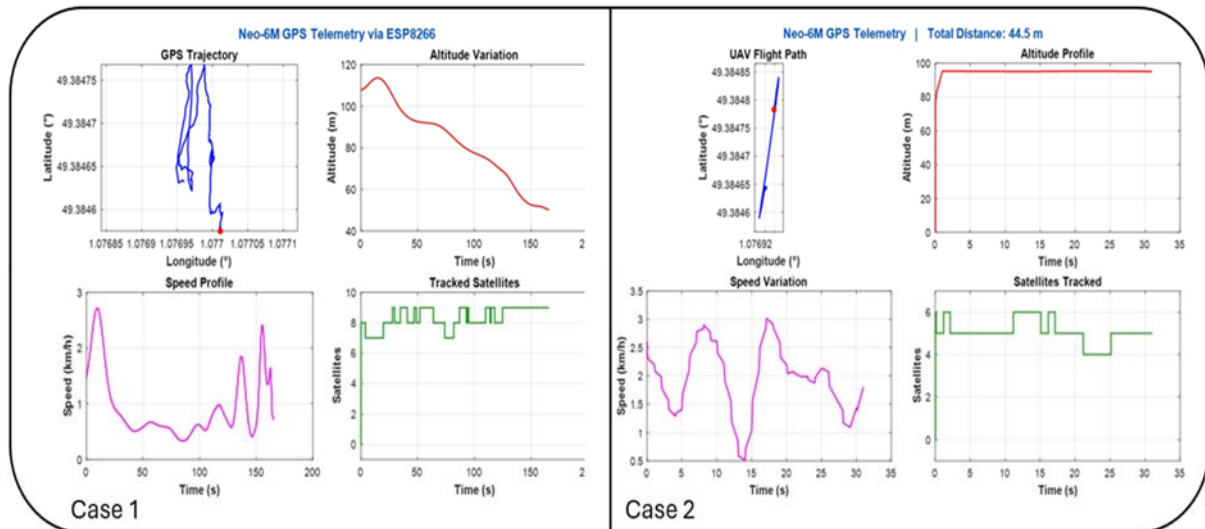 Neo-6M GPS Telemetry via ESP8266
GPS Trajectory
49.38475
49.3847
49.38465
49.3846
Latitude (°)
1.07685 1.0769 1.07695 1.077 1.07705 1.0771
Longitude (°)
Altitude Variation
120
100
80
60
40
Altitude (m)
0 50 100 150 200
Time (s)
Speed Profile
3
2
1
0
Speed (km/h)
0 50 100 150 200
Time (s)
Tracked Satellites
10
8
6
4
2
0
Satellites
0 50 100 150
Time (s)
Case 1
Neo-6M GPS Telemetry | Total Distance: 44.5 m
UAV Flight Path
49.38485
49.3848
49.38475
49.3847
49.38465
49.3846
Latitude (°)
1.07692
Longitude (°)
Altitude Profile
100
80
60
40
20
0
Altitude (m)
0 5 10 15 20 25 30 35
Time (s)
Speed Variation
3.5
3
2.5
2
1.5
1
0.5
Speed (km/h)
0 5 10 15 20 25 30 35
Time (s)
Satellites Tracked
6
4
2
0
Satellites
0 5 10 15 20 25 30 35
Time (s)
Case 2